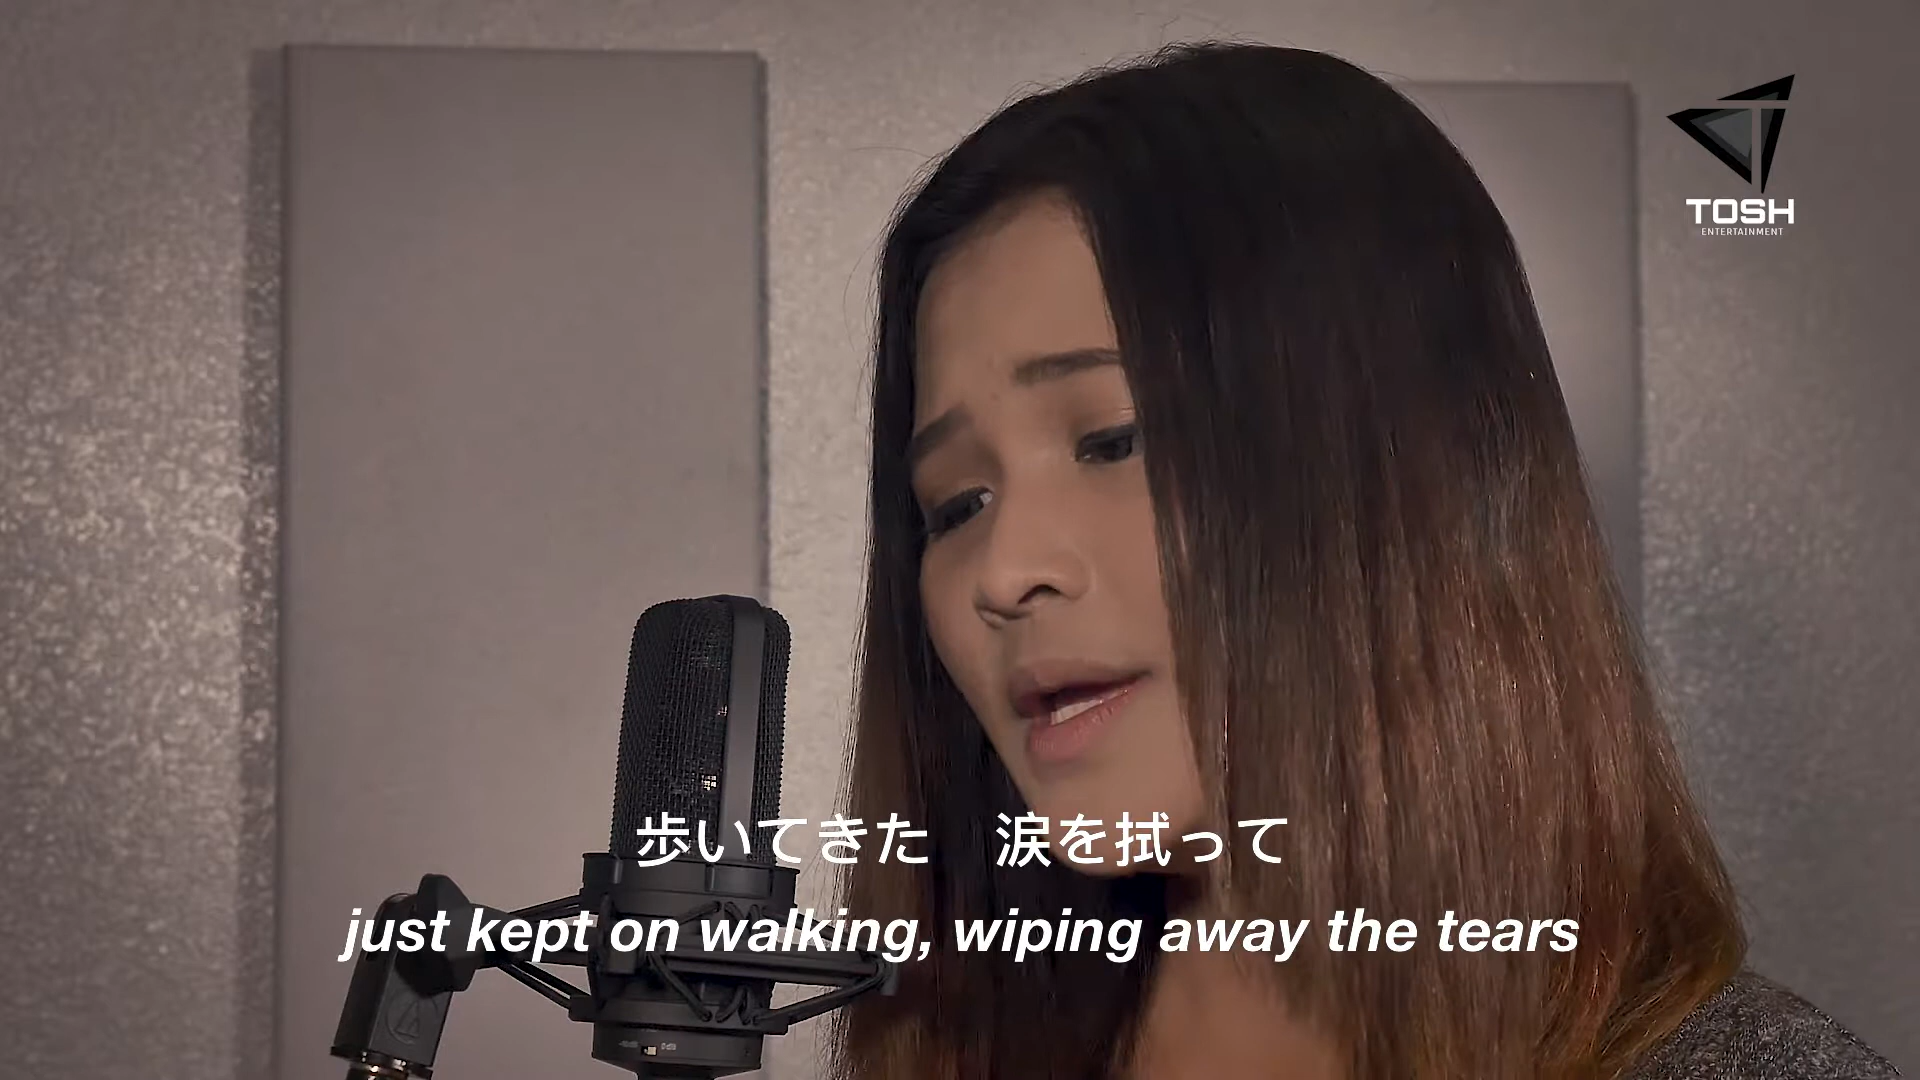 TOSH
ENTERTAINMENT
歩いてきた　涙を拭って
just kept on walking, wiping away the tears